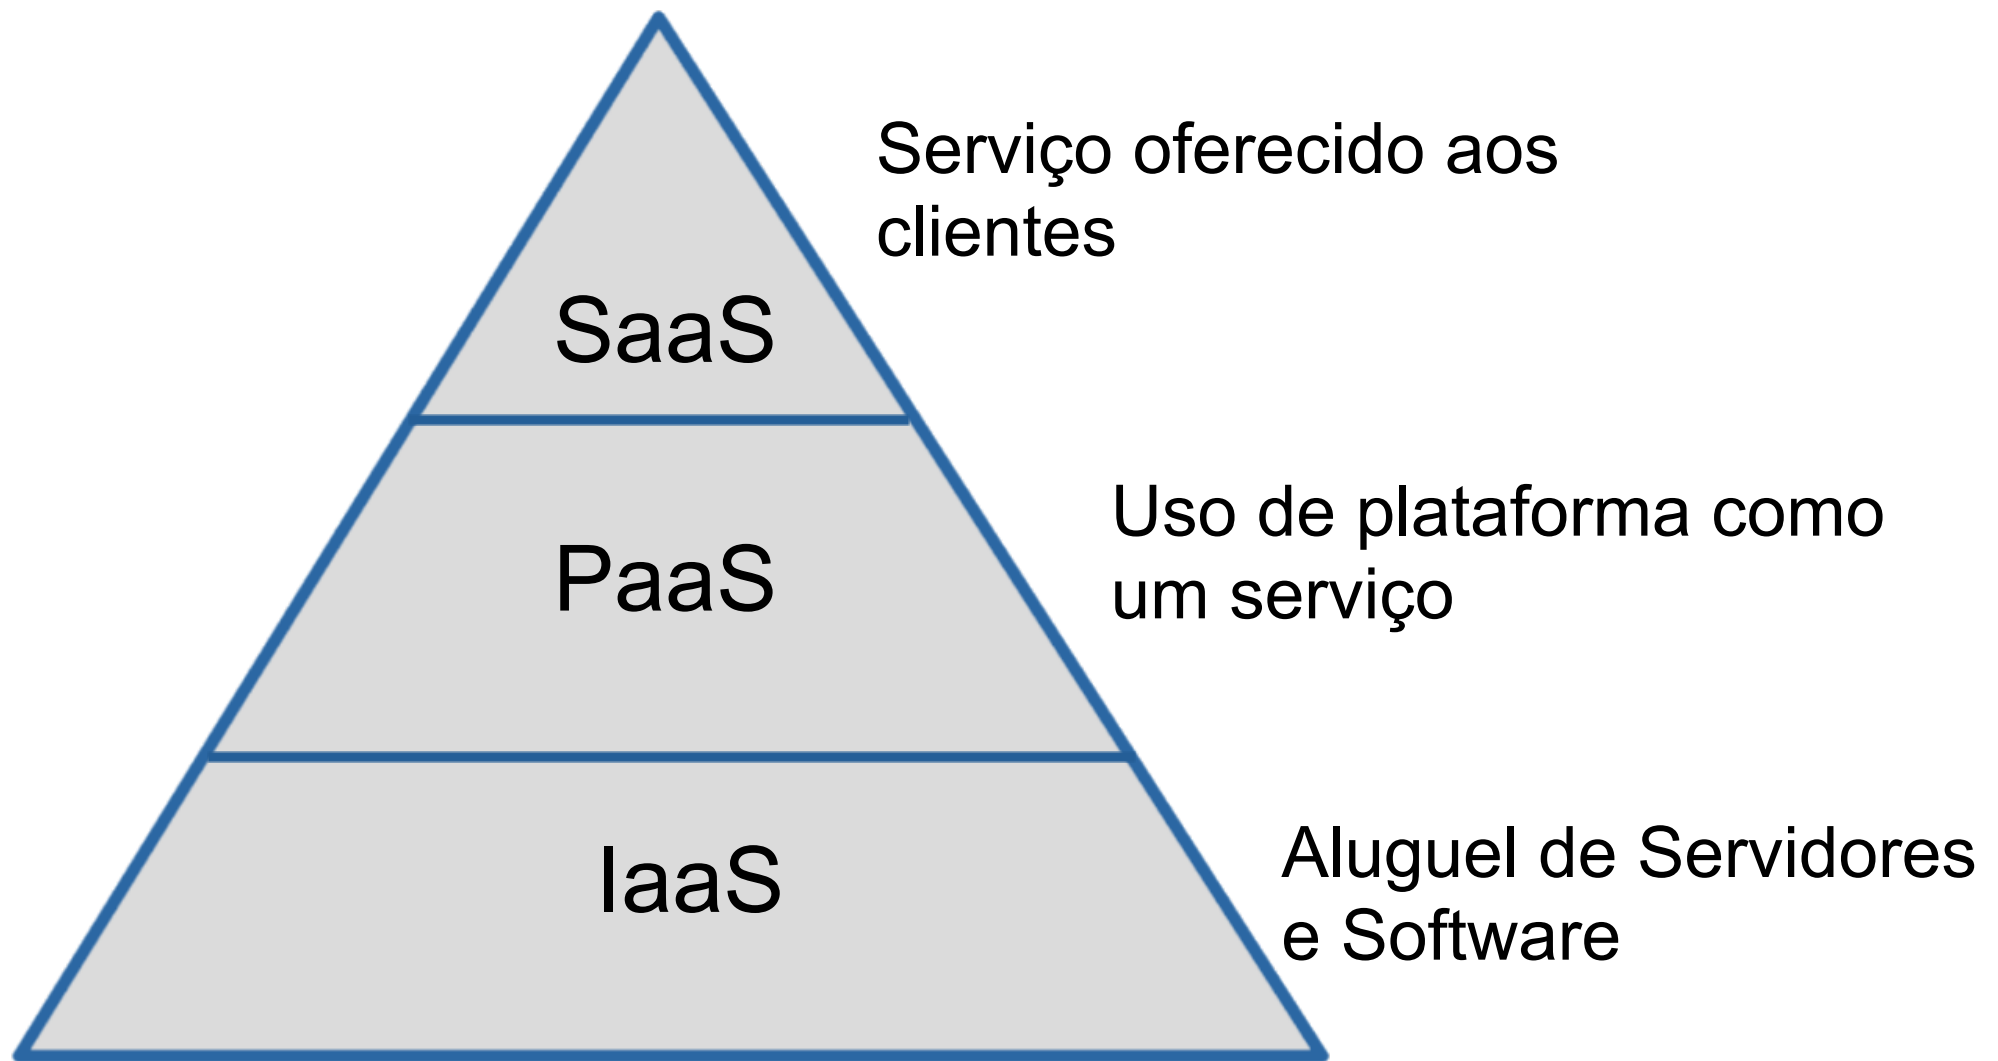 Serviço oferecido aos
clientes
SaaS
Uso de plataforma como
um serviço
PaaS
Aluguel de Servidores
e Software
IaaS